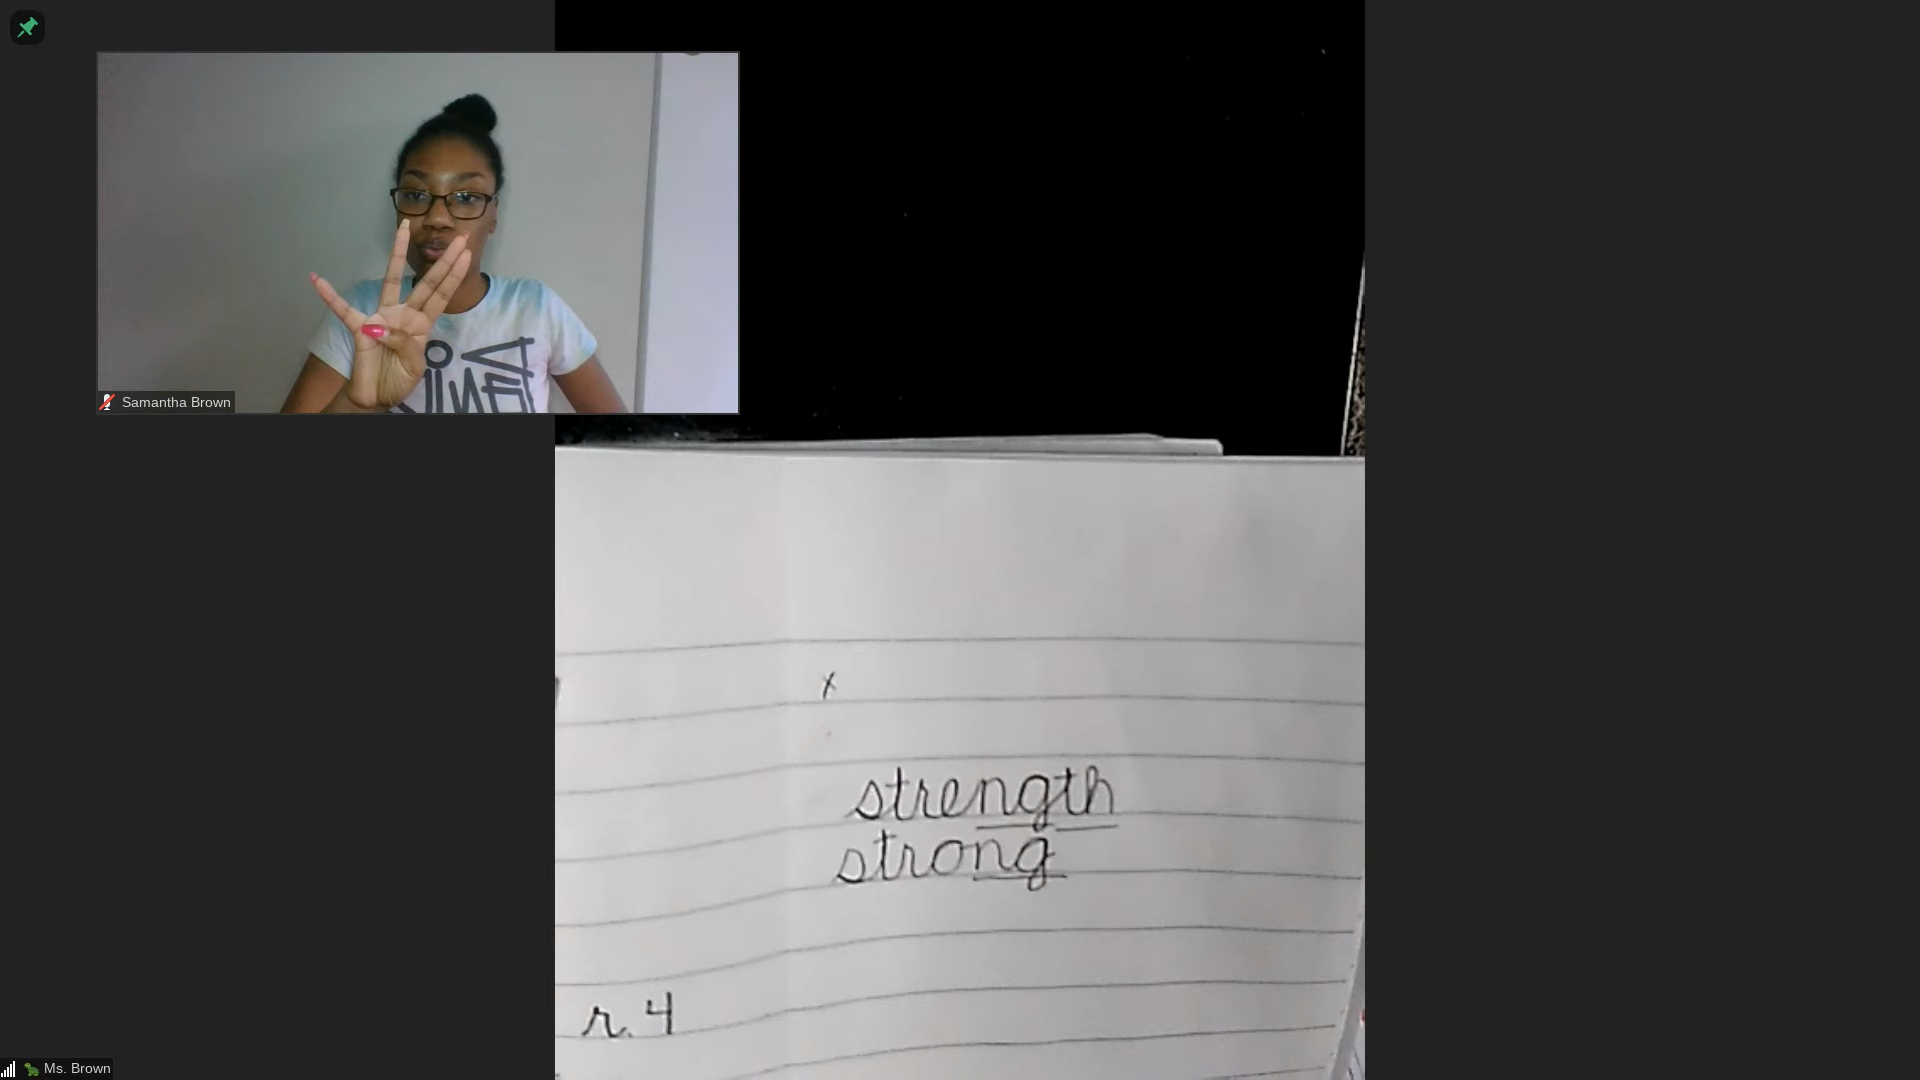 Samantha Brown
x
strength
strong
r. 4
Ms. Brown